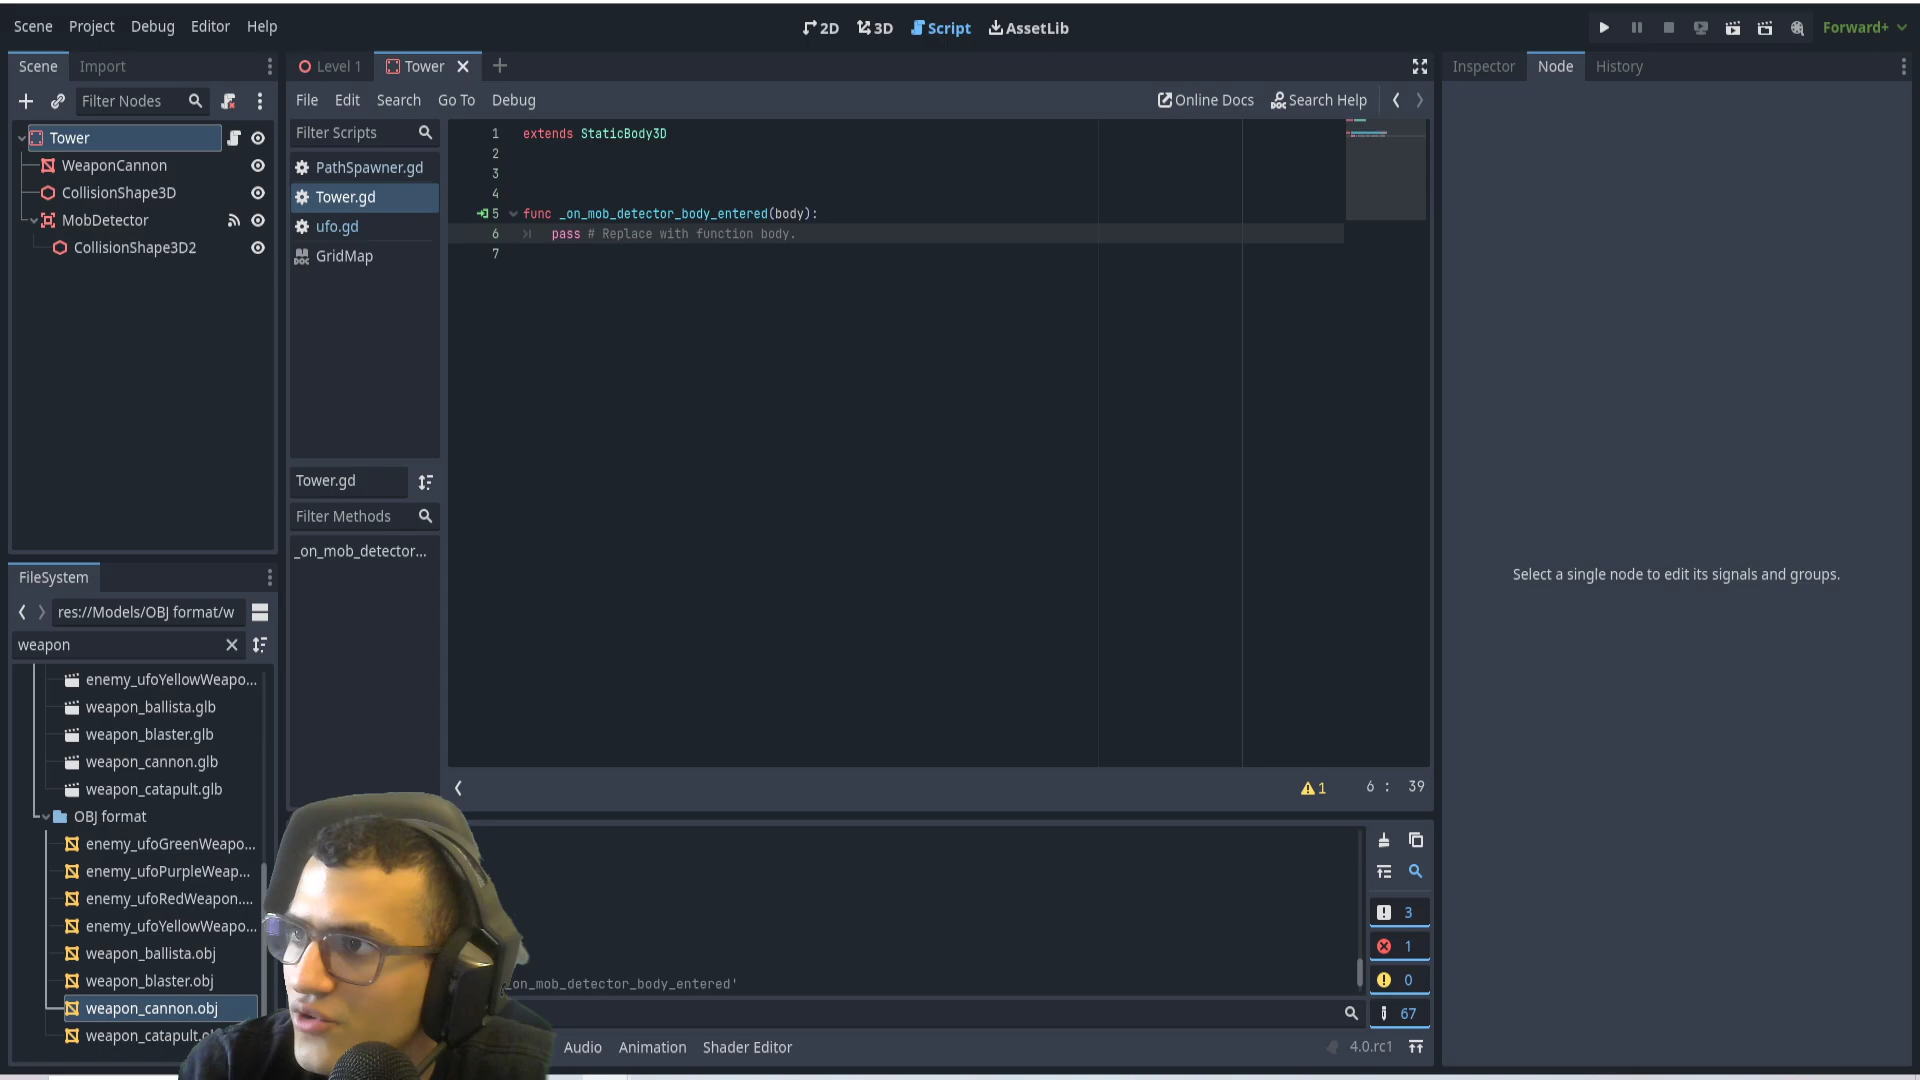 Scene Project Debug Editor Help
2D 3D Script AssetLib
Forward+
Scene Import
Level 1 Tower
Inspector Node History
Filter Nodes
File Edit Search Go To Debug
Online Docs Search Help
Tower
WeaponCannon
CollisionShape3D
MobDetector
CollisionShape3D2
Filter Scripts
PathSpawner.gd
Tower.gd
ufo.gd
GridMap
Tower.gd
Filter Methods
_on_mob_detector...
1 extends StaticBody3D
2
3
4
5 func _on_mob_detector_body_entered(body):
6 pass # Replace with function body.
7
1 6 : 39
Select a single node to edit its signals and groups.
FileSystem
res://Models/OBJ format/w
weapon
enemy_ufoYellowWeapo...
weapon_ballista.glb
weapon_blaster.glb
weapon_cannon.glb
weapon_catapult.glb
OBJ format
enemy_ufoGreenWeapo...
enemy_ufoPurpleWeap...
enemy_ufoRedWeapon....
enemy_ufoYellowWeapo...
weapon_ballista.obj
weapon_blaster.obj
weapon_cannon.obj
_on_mob_detector_body_entered'
3
1
0
67
Audio Animation Shader Editor
4.0.rc1